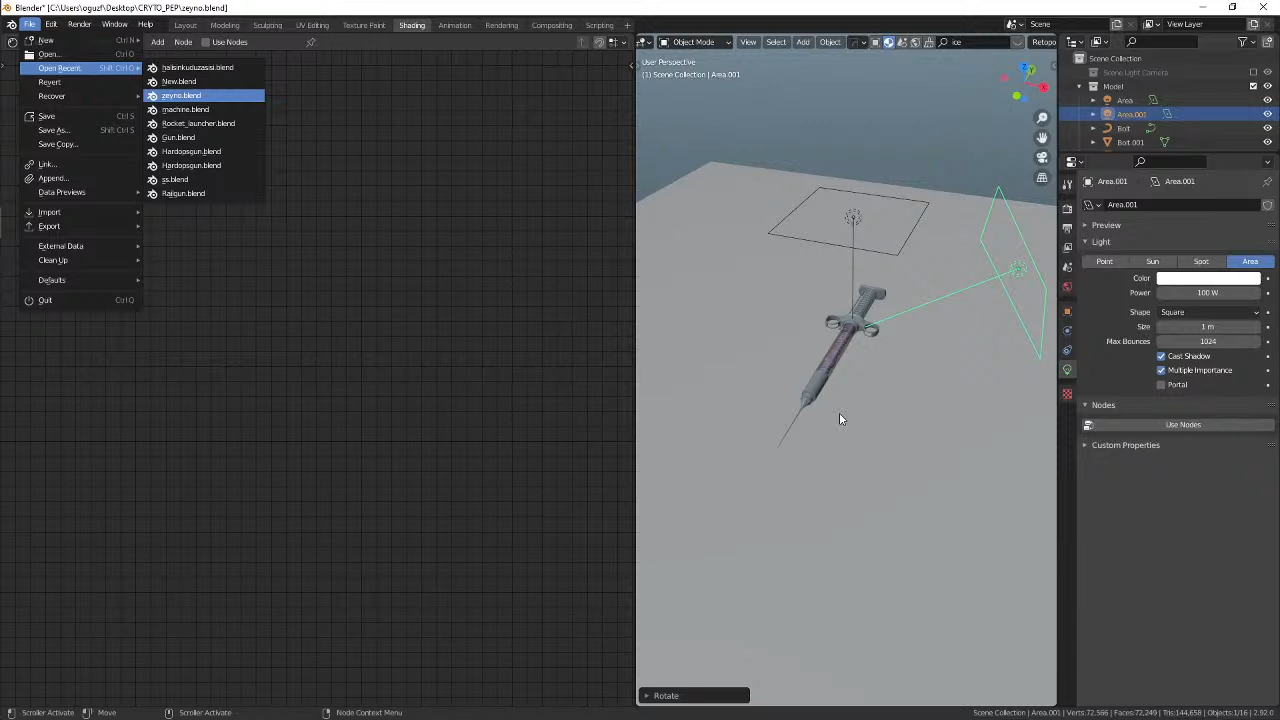 Blender* [C:\Users\oguzf\Desktop\CRYTO_PEP\zeyno.blend]
File Edit Render Window Help Layout Modeling Sculpting UV Editing Texture Paint Shading Animation Rendering Compositing Scripting + Scene View Layer
Add Node Use Nodes
Object Mode View Select Add Object ice Retopo
New Ctrl N
Open...
Open Recent Shift Ctrl O
Revert
Recover
Save Ctrl S
Save As... Shift Ctrl S
Save Copy...
Link...
Append...
Data Previews
Import
Export
External Data
Clean Up
Defaults
Quit Ctrl Q
halisinkuduzasisi.blend
New.blend
zeyno.blend
machine.blend
Rocket_launcher.blend
Gun.blend
Hardopsgun.blend
Hardopsgun.blend
ss.blend
Railgun.blend
User Perspective
(1) Scene Collection | Area.001
Z
Y
X
Rotate
Scene Collection
Scene Light Camera
Model
Area
Area.001
Bolt
Bolt.001
Area.001 Area.001
Area.001
Preview
Light
Point Sun Spot Area
Color
Power 100 W
Shape Square
Size 1 m
Max Bounces 1024
Cast Shadow
Multiple Importance
Portal
Nodes
Use Nodes
Custom Properties
Scroller Activate Move Scroller Activate Node Context Menu Scene Collection | Area.001 | Verts:72,566 | Faces:72,249 | Tris:144,658 | Objects:1/16 | 2.92.0